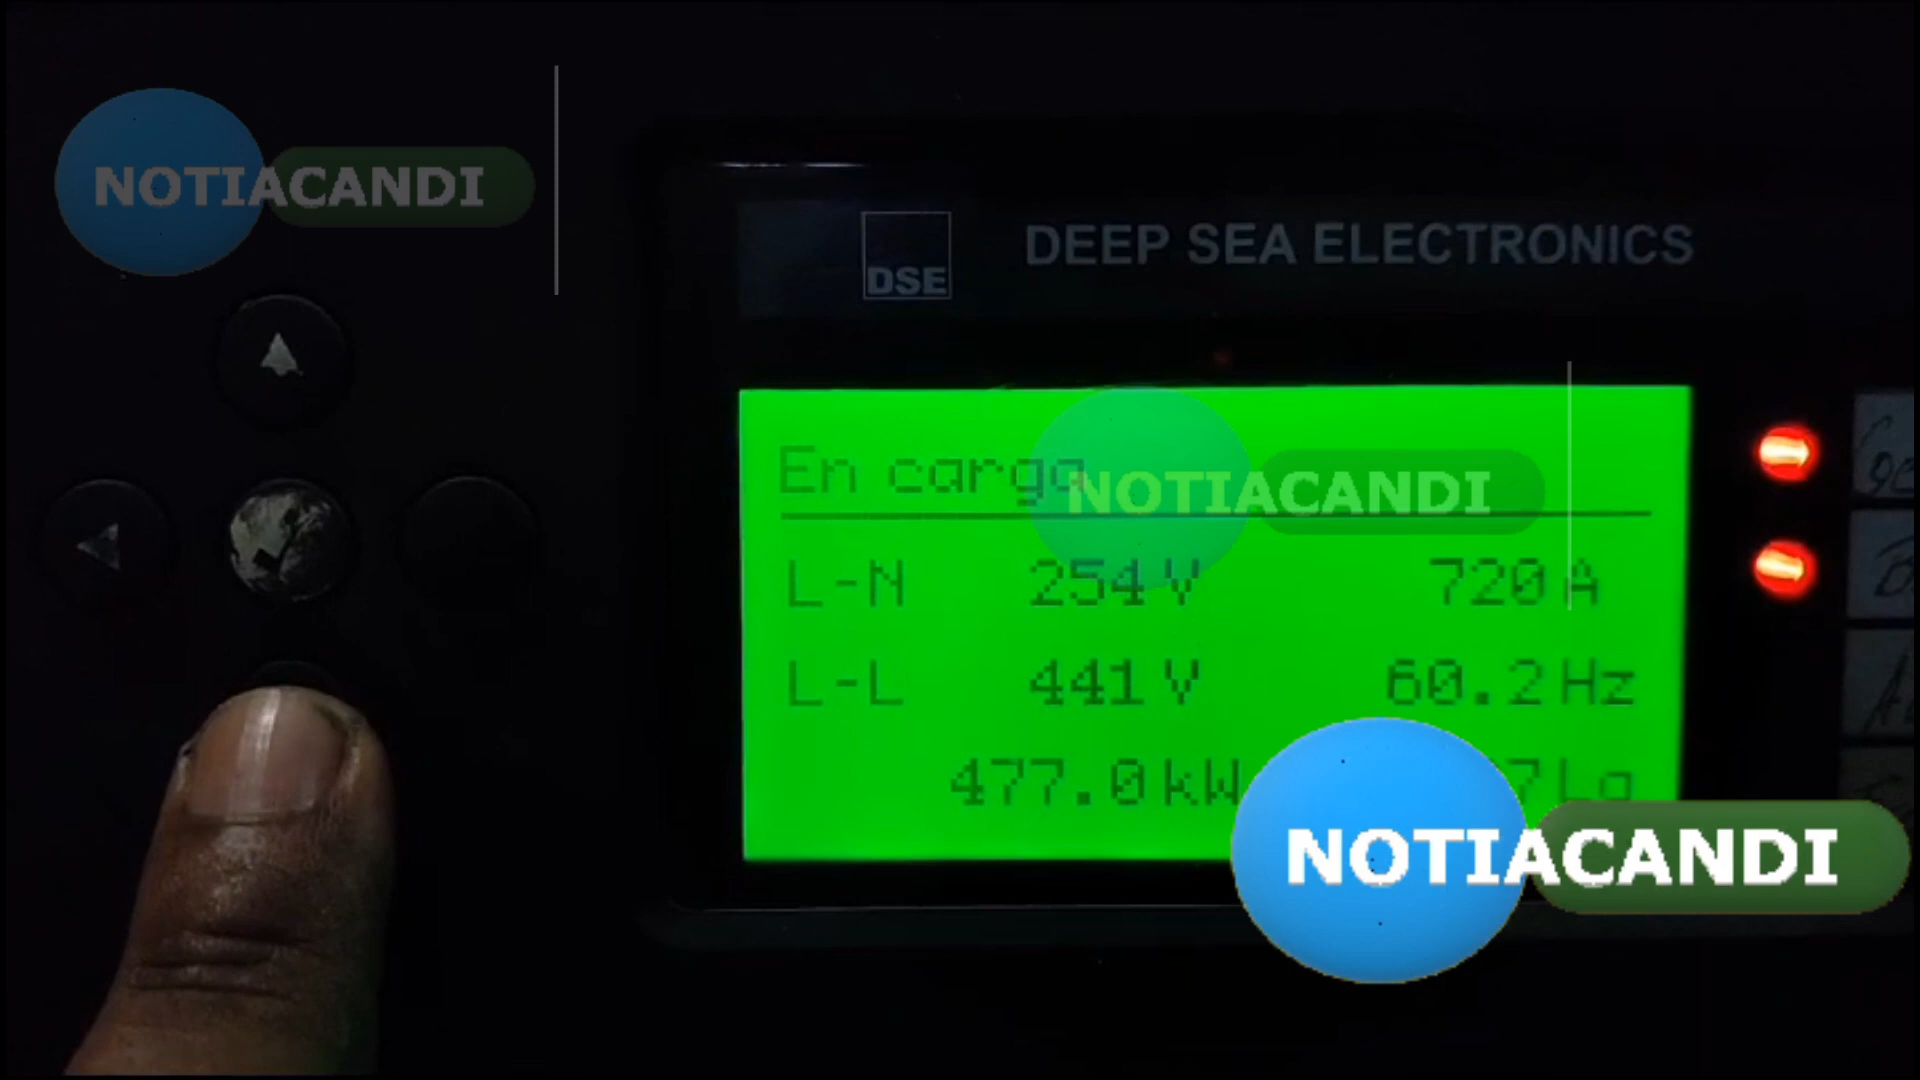 NOTIACANDI
DSE
DEEP SEA ELECTRONICS
En carga
NOTIACANDI
L-N 254 V 720 A
L-L 441 V 60.2 Hz
477.0 kW
NOTIACANDI